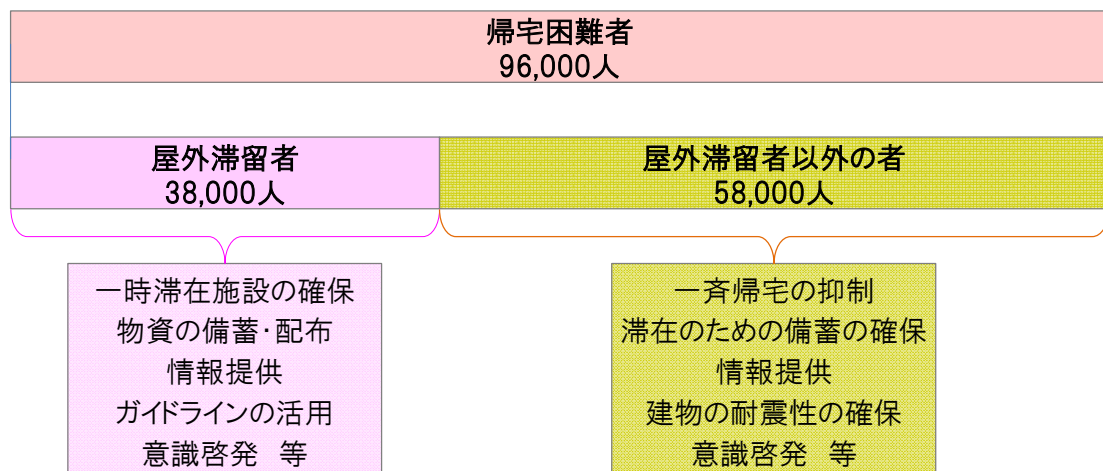 帰宅困難者
96,000人
屋外滞留者
38,000人
屋外滞留者以外の者
58,000人
一時滞在施設の確保
物資の備蓄・配布
情報提供
ガイドラインの活用
意識啓発　等
一斉帰宅の抑制
滞在のための備蓄の確保
情報提供
建物の耐震性の確保
意識啓発　等